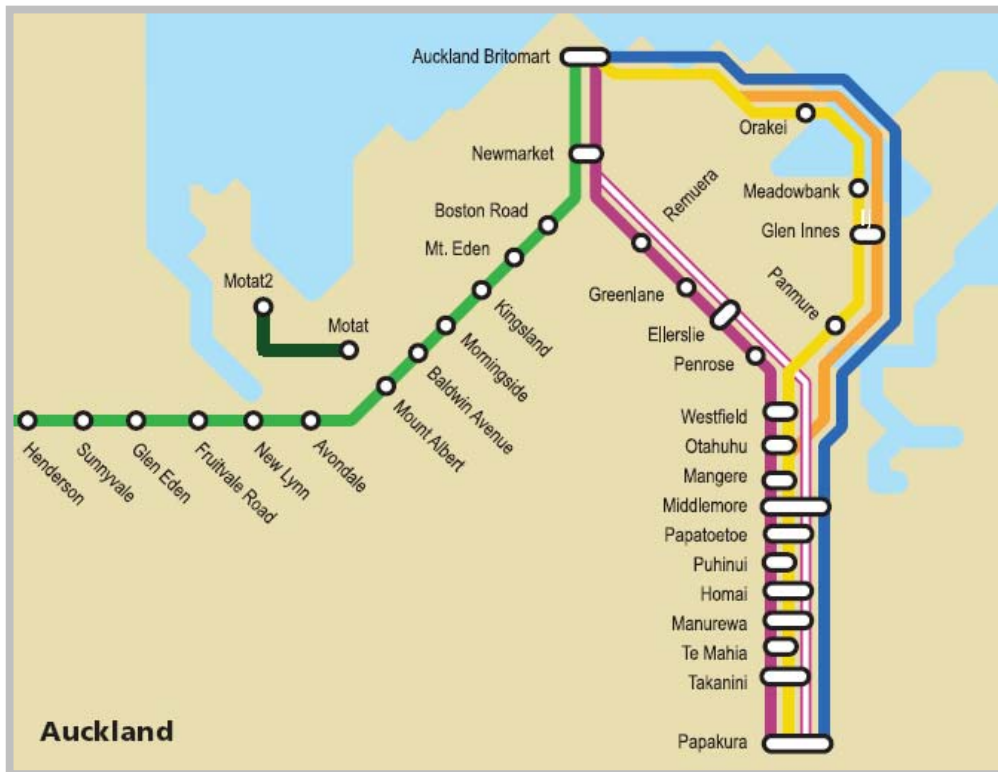 Auckland Britomart
Orakei
Newmarket
Remuera
Meadowbank
Boston Road
Glen Innes
Mt. Eden
Motat2
Panmure
Greenlane
Kingsland
Motat
Ellerslie
Morningside
Penrose
Baldwin Avenue
Mount Albert
Westfield
Henderson
Sunnyvale
Glen Eden
Fruitvale Road
New Lynn
Avondale
Otahuhu
Mangere
Middlemore
Papatoetoe
Puhinui
Homai
Manurewa
Te Mahia
Takanini
Auckland
Papakura